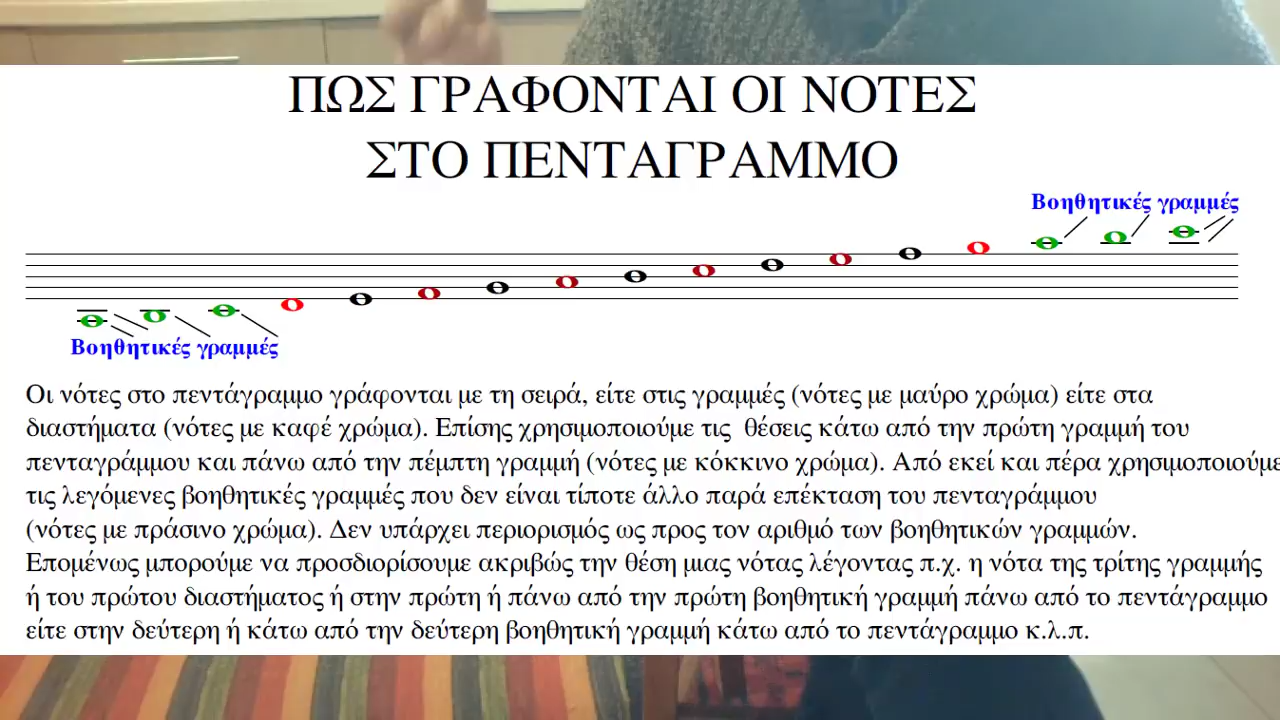 ΠΩΣ ΓΡΑΦΟΝΤΑΙ ΟΙ ΝΟΤΕΣ
ΣΤΟ ΠΕΝΤΑΓΡΑΜΜΟ
Βοηθητικές γραμμές
Βοηθητικές γραμμές
Οι νότες στο πεντάγραμμο γράφονται με τη σειρά, είτε στις γραμμές (νότες με μαύρο χρώμα) είτε στα
διαστήματα (νότες με καφέ χρώμα). Επίσης χρησιμοποιούμε τις θέσεις κάτω από την πρώτη γραμμή του
πενταγράμμου και πάνω από την πέμπτη γραμμή (νότες με κόκκινο χρώμα). Από εκεί και πέρα χρησιμοποιούμε
τις λεγόμενες βοηθητικές γραμμές που δεν είναι τίποτε άλλο παρά επέκταση του πενταγράμμου
(νότες με πράσινο χρώμα). Δεν υπάρχει περιορισμός ως προς τον αριθμό των βοηθητικών γραμμών.
Επομένως μπορούμε να προσδιορίσουμε ακριβώς την θέση μιας νότας λέγοντας π.χ. η νότα της τρίτης γραμμής
ή του πρώτου διαστήματος ή στην πρώτη ή πάνω από την πρώτη βοηθητική γραμμή πάνω από το πεντάγραμμο
είτε στην δεύτερη ή κάτω από την δεύτερη βοηθητική γραμμή κάτω από το πεντάγραμμο κ.λ.π.